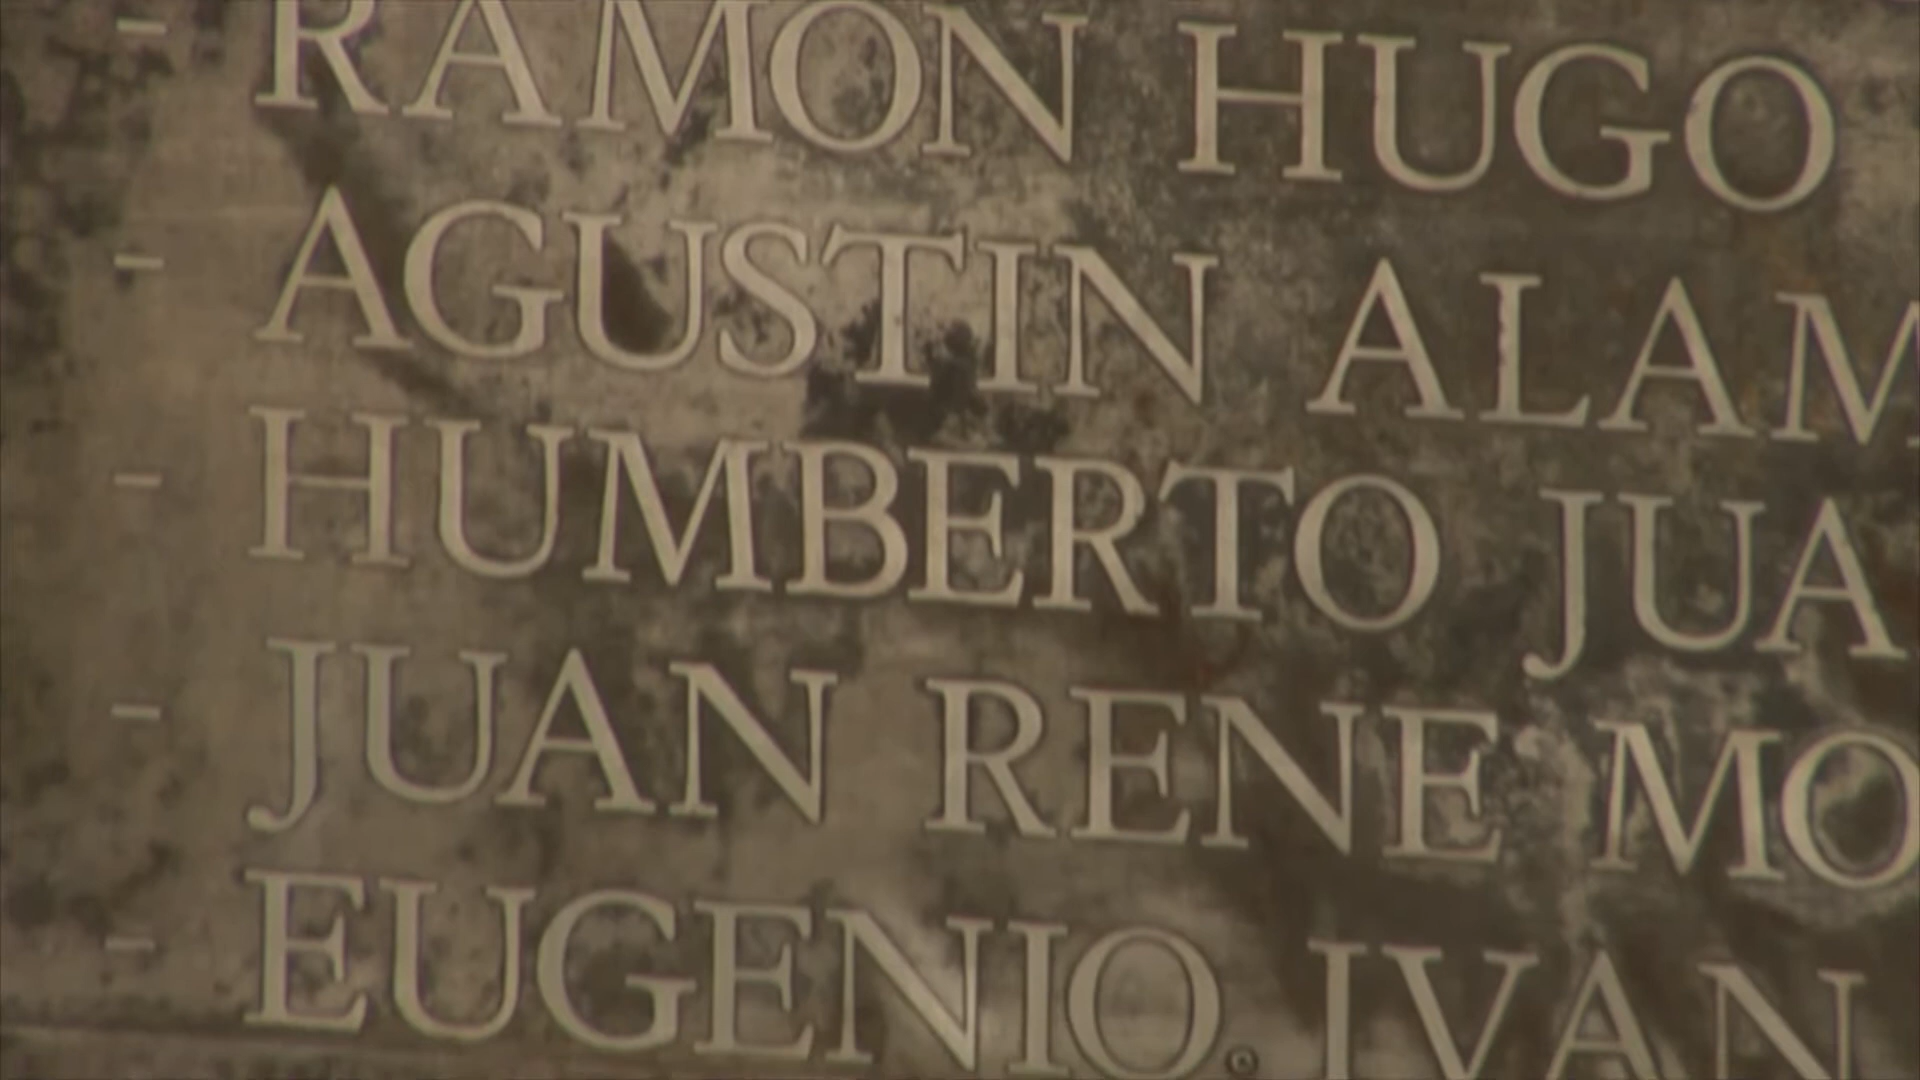 - RAMON HUGO
- AGUSTIN ALAM
- HUMBERTO JUA
- JUAN RENE MO
- EUGENIO IVAN